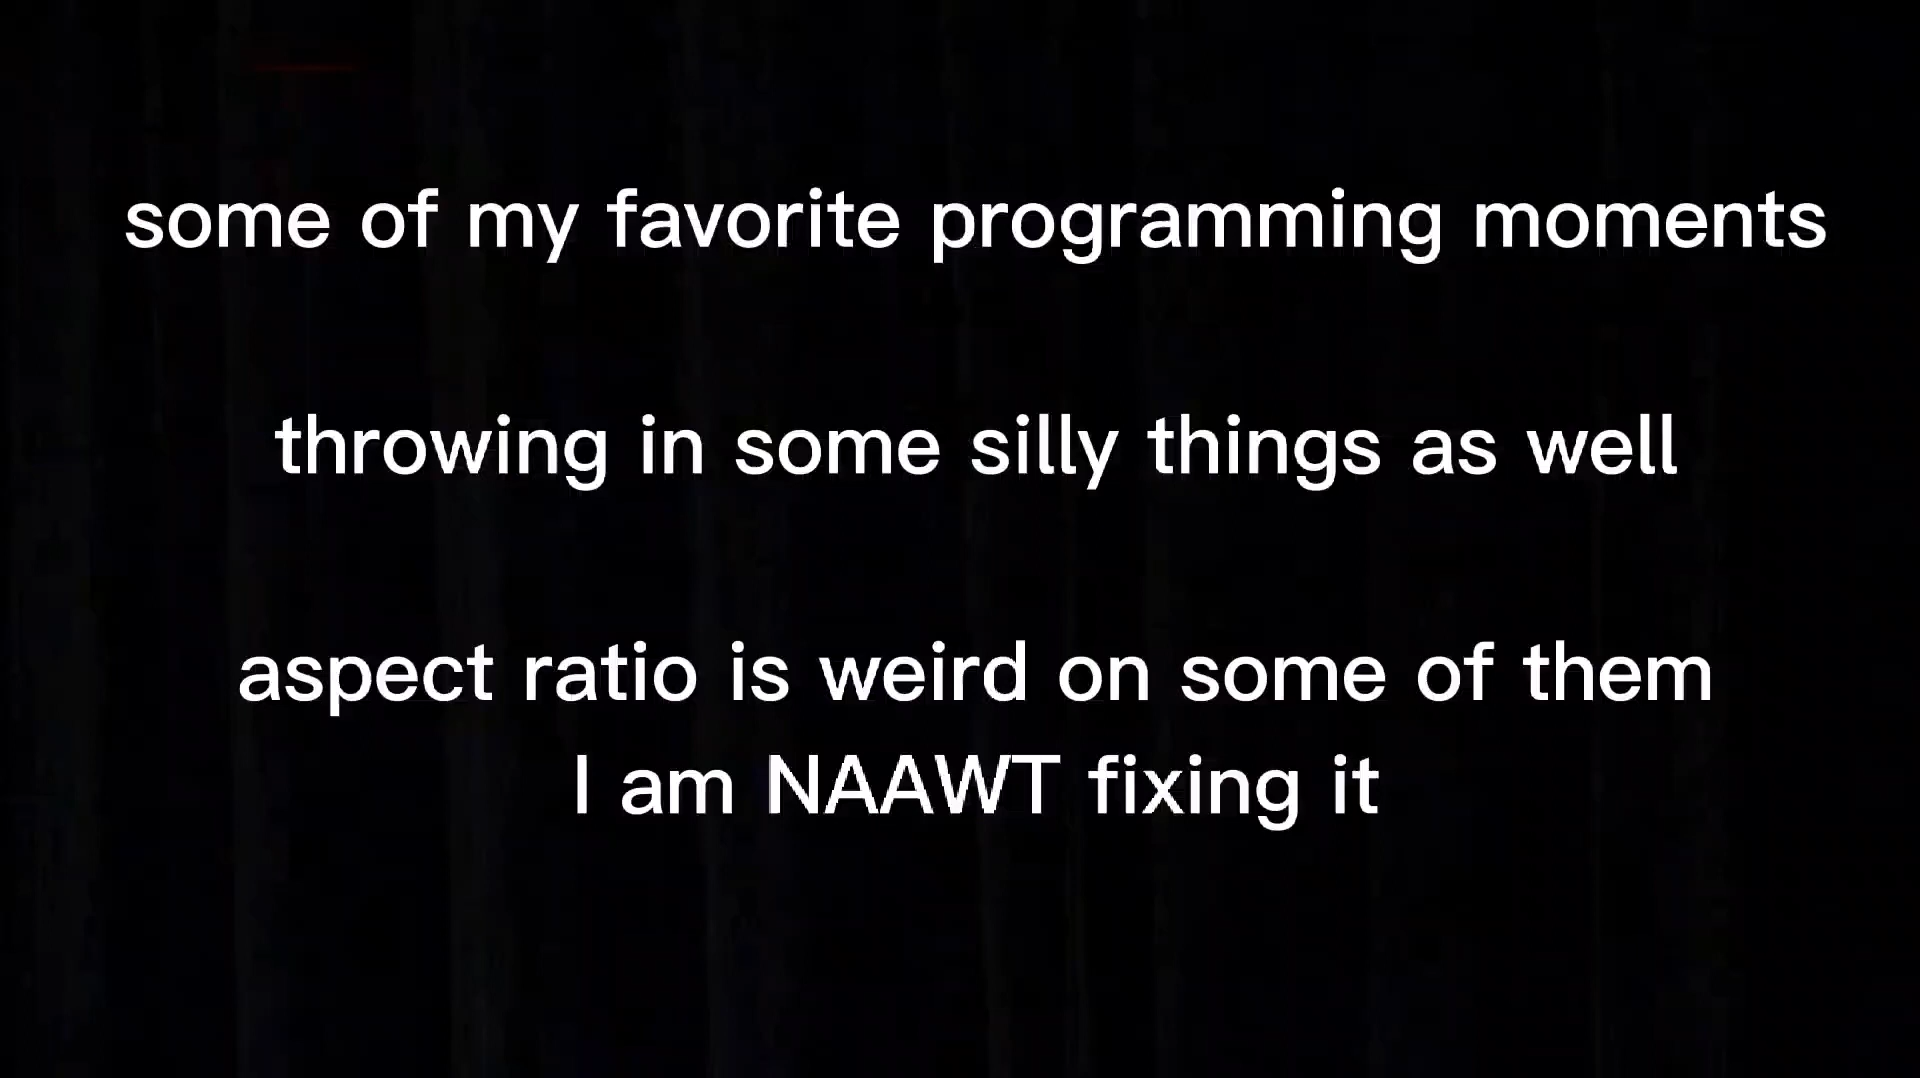 some of my favorite programming moments
throwing in some silly things as well
aspect ratio is weird on some of them
I am NAAWT fixing it